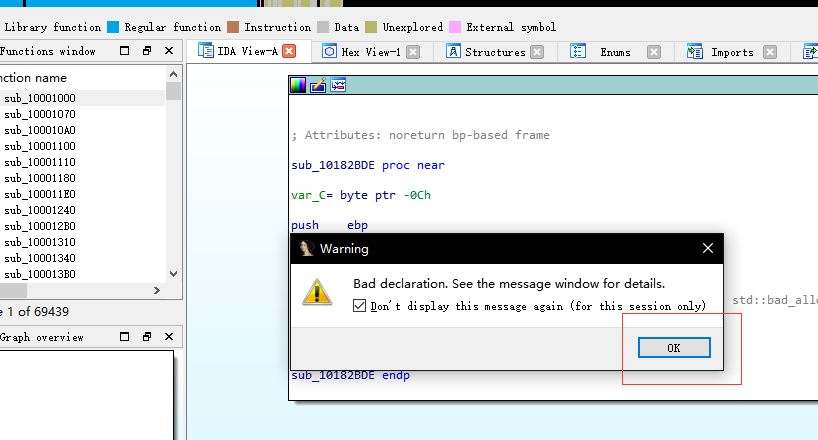 Library function Regular function Instruction Data Unexplored External symbol
Functions window
IDA View-A Hex View-1 Structures Enums Imports
nction name
sub_10001000
sub_10001070
sub_100010A0
sub_10001100
sub_10001110
sub_10001180
sub_100011E0
sub_10001240
sub_100012B0
sub_10001310
sub_10001340
sub_100013B0
e 1 of 69439
Graph overview
; Attributes: noreturn bp-based frame
sub_10182BDE proc near
var_C= byte ptr -0Ch
push ebp
Warning
Bad declaration. See the message window for details.
Don't display this message again (for this session only)
OK
std::bad_allo
sub_10182BDE endp